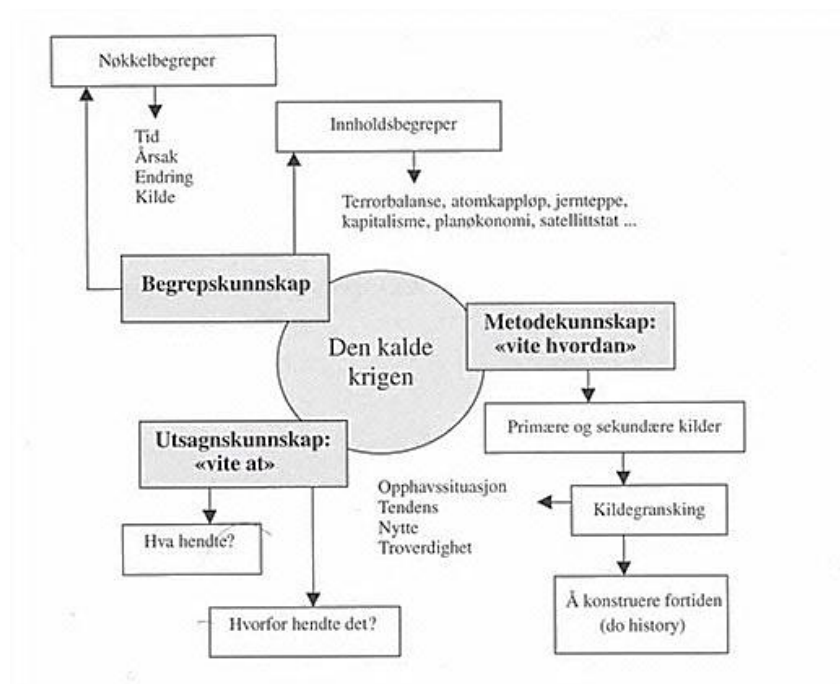 Nøkkelbegreper
Tid
Årsak
Endring
Kilde
Innholdsbegreper
Terrorbalanse, atomkappløp, jernteppe,
kapitalisme, planøkonomi, satellittstat ...
Begrepskunnskap
Den kalde
krigen
Metodekunnskap:
«vite hvordan»
Primære og sekundære kilder
Kildegransking
Opphavssituasjon
Tendens
Nytte
Troverdighet
Å konstruere fortiden
(do history)
Utsagnskunnskap:
«vite at»
Hva hendte?
Hvorfor hendte det?